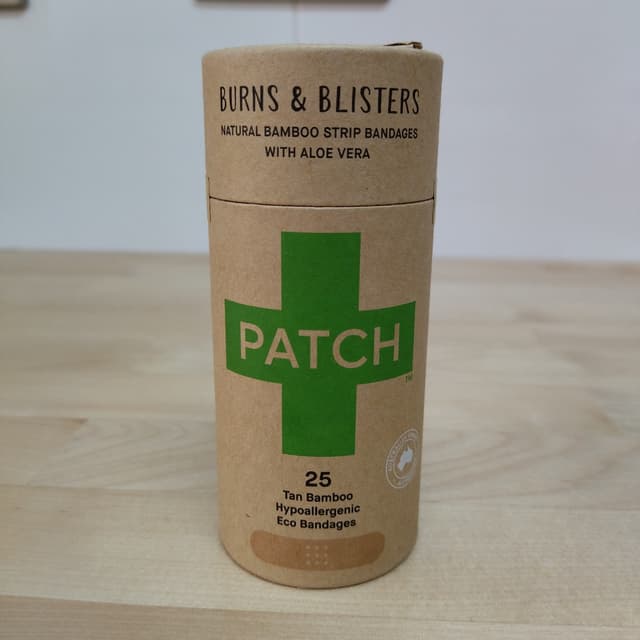 BURNS & BLISTERS
NATURAL BAMBOO STRIP BANDAGES
WITH ALOE VERA
PATCH
TM
25
Tan Bamboo
Hypoallergenic
Eco Bandages